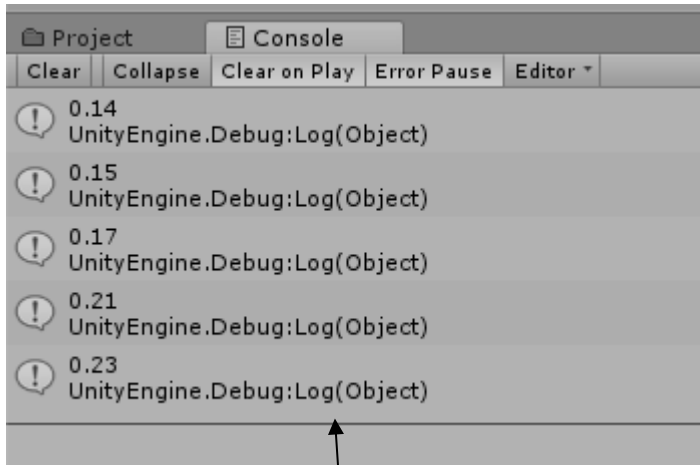 Project Console
Clear Collapse Clear on Play Error Pause Editor
0.14
UnityEngine.Debug:Log(Object)
0.15
UnityEngine.Debug:Log(Object)
0.17
UnityEngine.Debug:Log(Object)
0.21
UnityEngine.Debug:Log(Object)
0.23
UnityEngine.Debug:Log(Object)